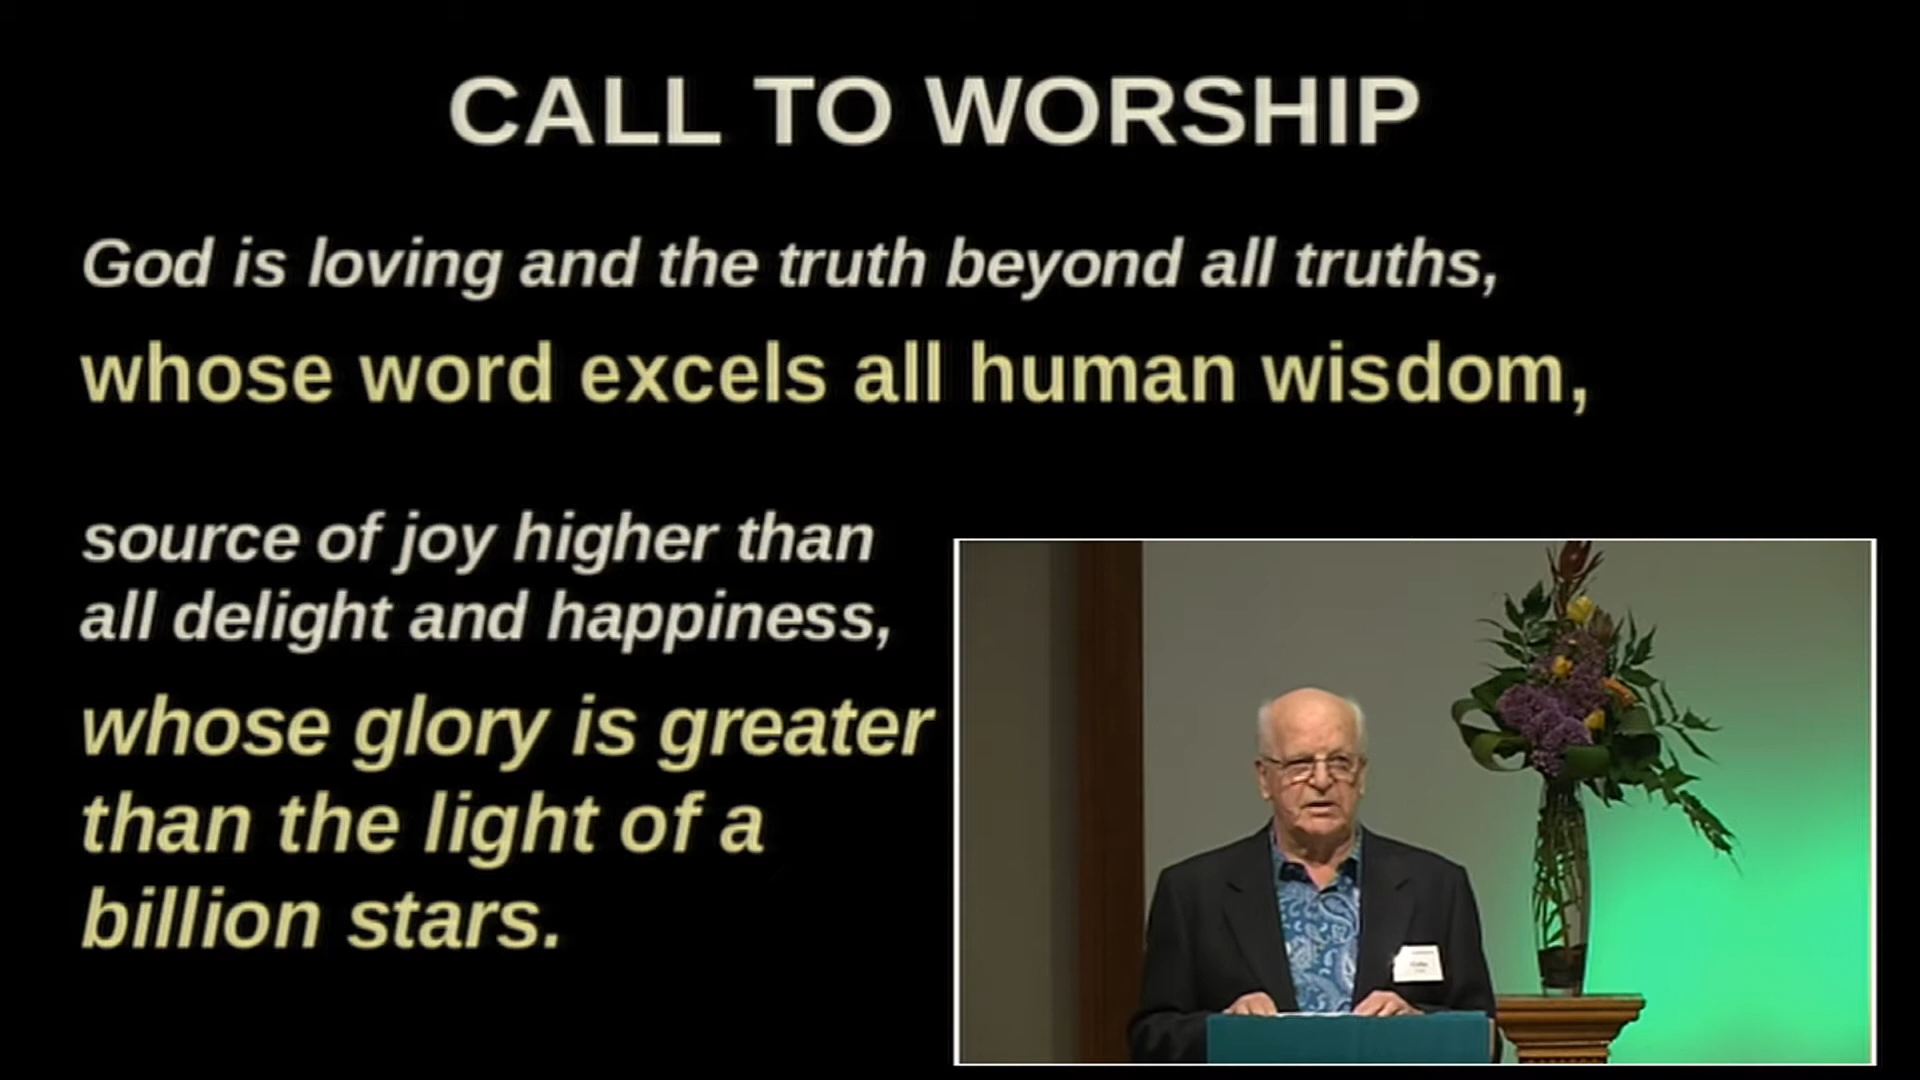 CALL TO WORSHIP
God is loving and the truth beyond all truths,
whose word excels all human wisdom,
source of joy higher than
all delight and happiness,
whose glory is greater
than the light of a
billion stars.